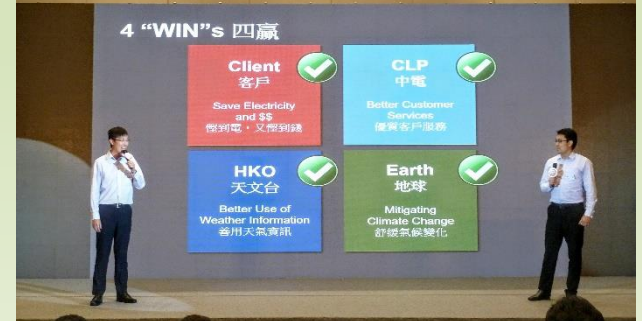 4 “WIN”s 四贏
Client
客戶
Save Electricity
and $$
慳到電，又慳到錢
CLP
中電
Better Customer
Services
優質客戶服務
HKO
天文台
Better Use of
Weather Information
善用天氣資訊
Earth
地球
Mitigating
Climate Change
舒緩氣候變化